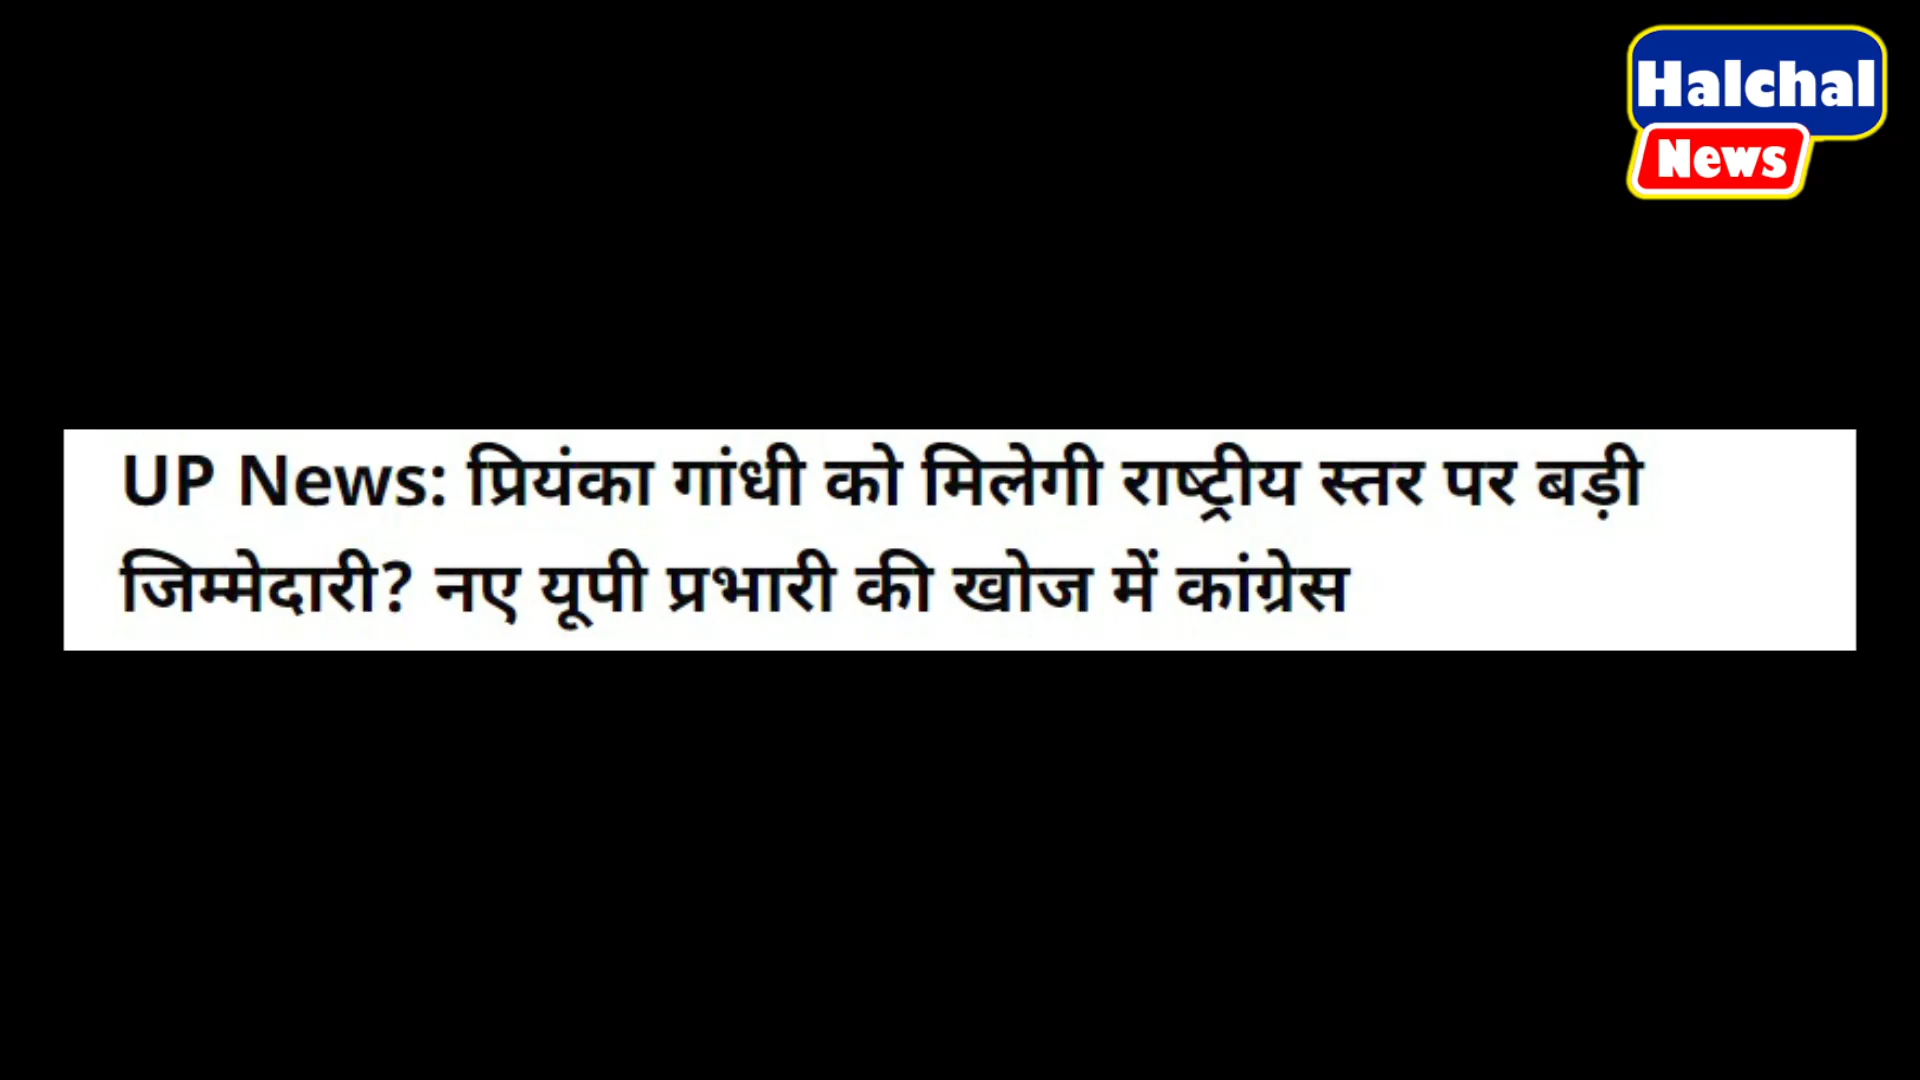 Halchal
News
UP News: प्रियंका गांधी को मिलेगी राष्ट्रीय स्तर पर बड़ी
जिम्मेदारी? नए यूपी प्रभारी की खोज में कांग्रेस